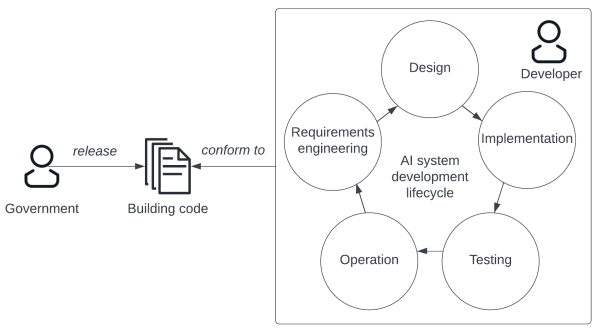 Design
Developer
release
conform to
Requirements
engineering
Implementation
AI system
development
lifecycle
Government
Building code
Operation
Testing